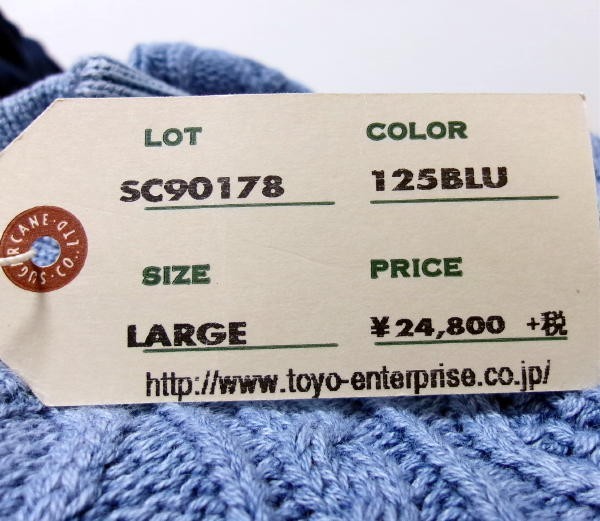 LOT COLOR
SC90178 125BLU
SIZE PRICE
LARGE ¥24,800 +税
http://www.toyo-enterprise.co.jp/
SUGAR CANE·CO.·LTD